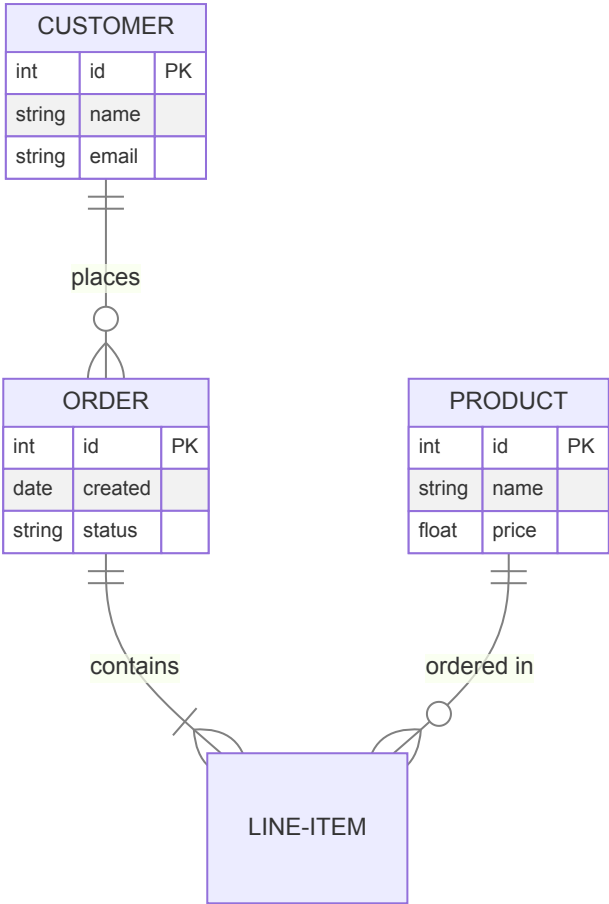 CUSTOMER
int id PK
string name
string email
places
ORDER
int id PK
date created
string status
PRODUCT
int id PK
string name
float price
contains
ordered in
LINE-ITEM